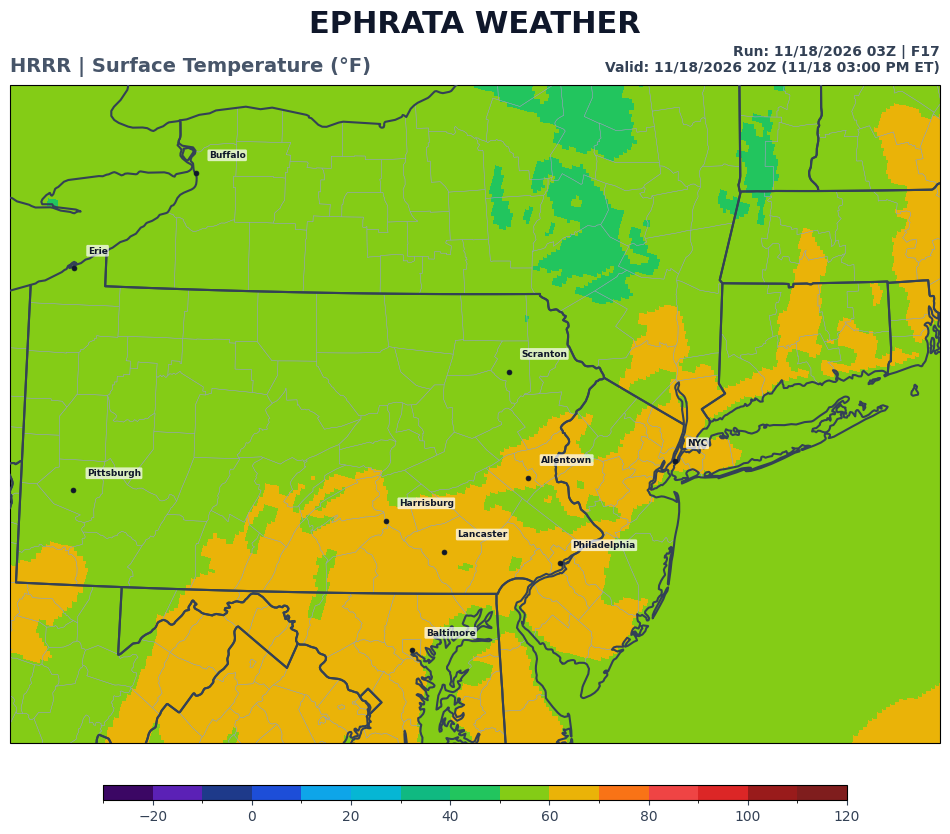 EPHRATA WEATHER
Run: 11/18/2026 03Z | F17
HRRR | Surface Temperature (°F)
Valid: 11/18/2026 20Z (11/18 03:00 PM ET)
Buffalo
Erie
Scranton
NYC
Allentown
Pittsburgh
Harrisburg
Lancaster
Philadelphia
Baltimore
−20 0 20 40 60 80 100 120